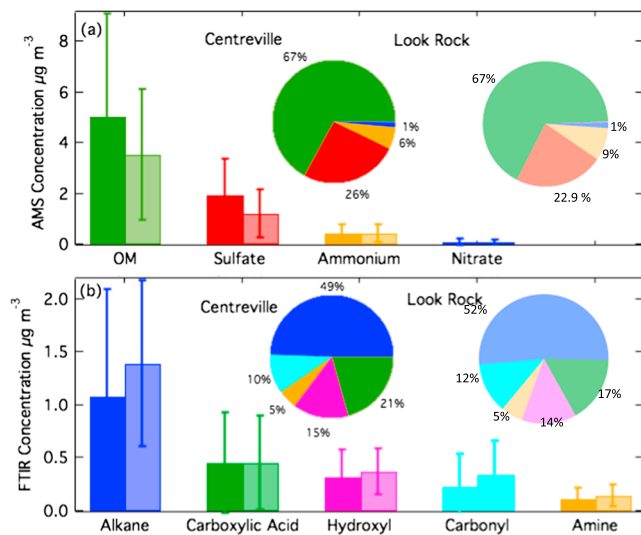 (a)
Centreville
Look Rock
8
6
4
2
0
AMS Concentration µg m⁻³
67%
1%
6%
26%
67%
1%
9%
22.9 %
OM
Sulfate
Ammonium
Nitrate
(b)
Centreville
Look Rock
2.0
1.5
1.0
0.5
0.0
FTIR Concentration µg m⁻³
49%
10%
5%
15%
21%
52%
12%
5%
14%
17%
Alkane
Carboxylic Acid
Hydroxyl
Carbonyl
Amine